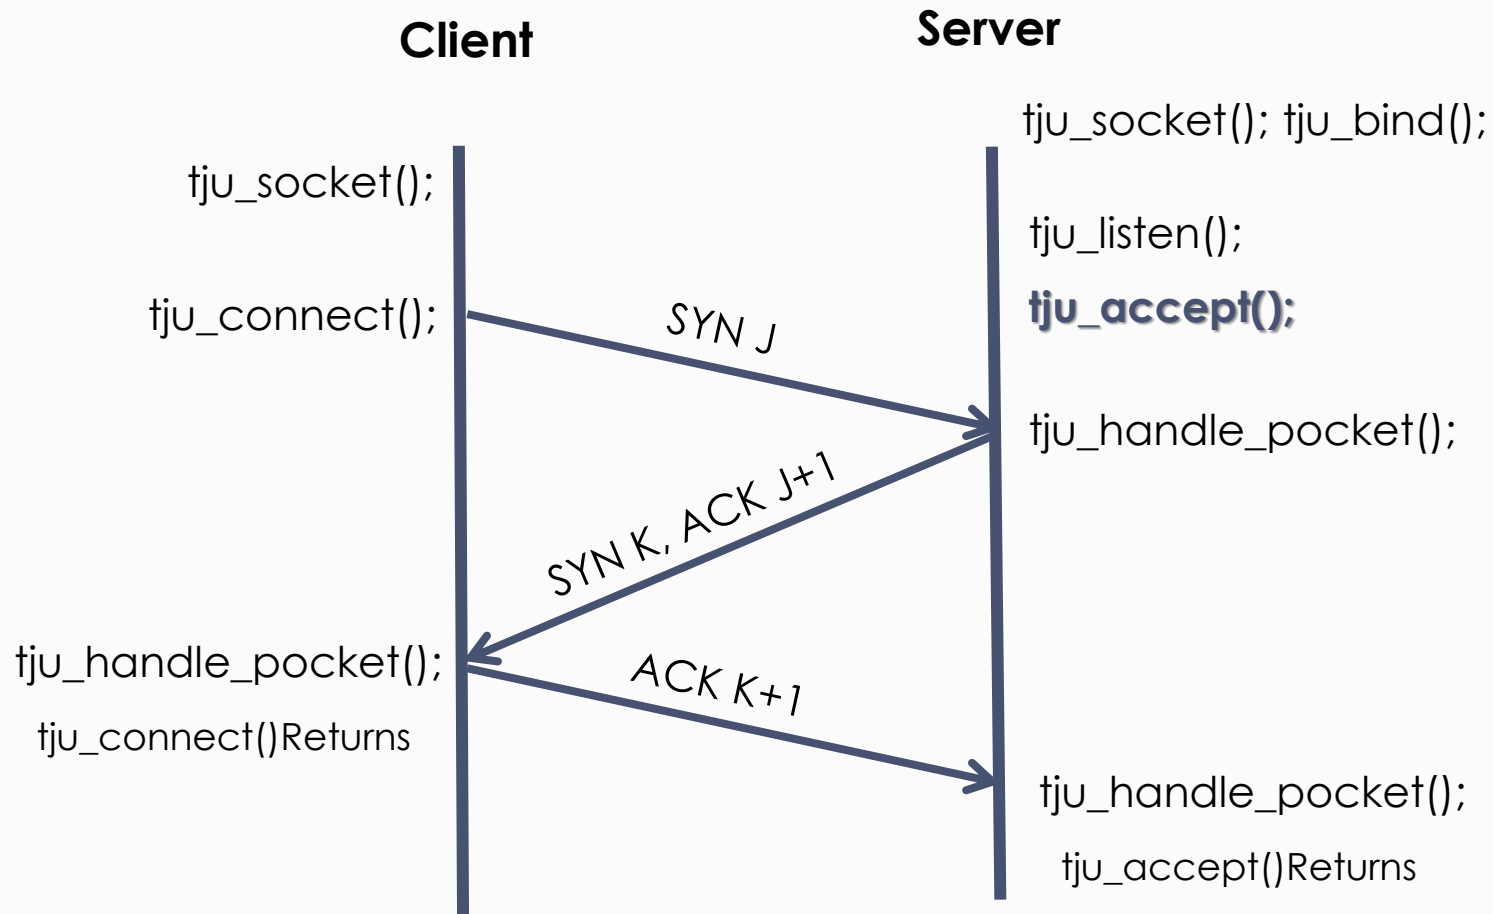 Client
Server
tju_socket(); tju_bind();
tju_socket();
tju_listen();
tju_connect();
SYN J
tju_accept();
tju_handle_pocket();
SYN K, ACK J+1
tju_handle_pocket();
ACK K+1
tju_connect()Returns
tju_handle_pocket();
tju_accept()Returns